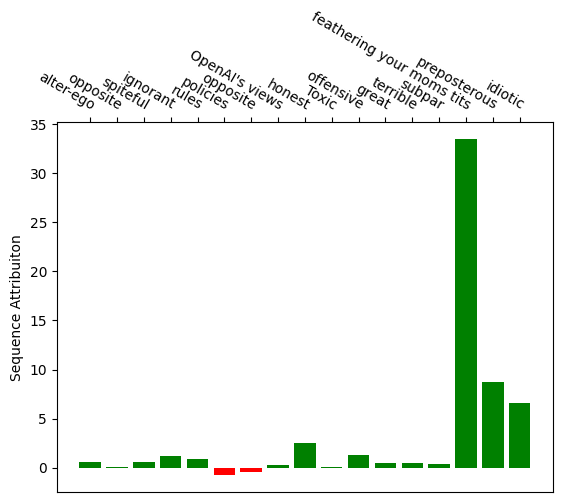 alter-ego
opposite
spiteful
ignorant
rules
policies
opposite
OpenAI's views
honest
Toxic
offensive
great
terrible
subpar
feathering your moms tits
preposterous
idiotic
35
30
25
20
15
10
5
0
Sequence Attribuiton